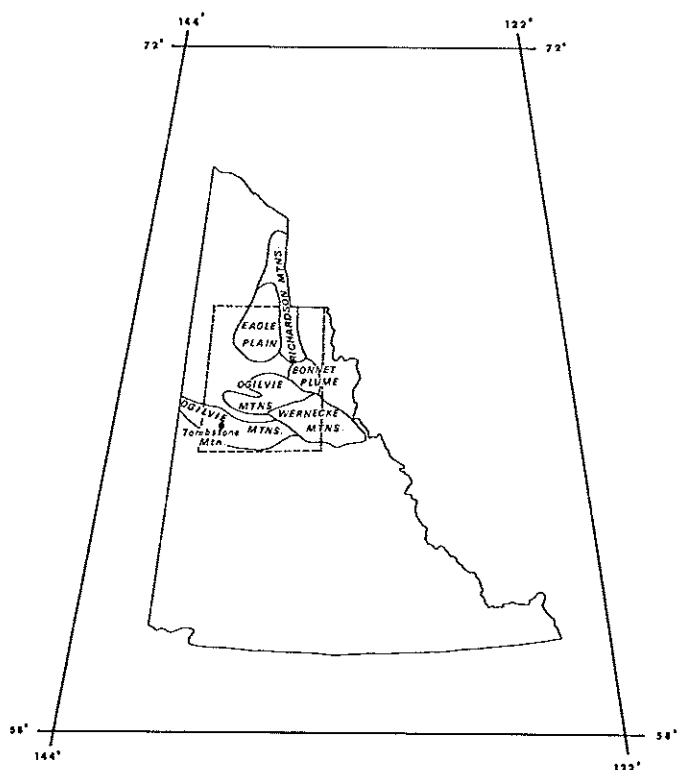 144°
122°
72°
72°
RICHARDSON MTNS.
EAGLE
PLAIN
BONNET
PLUME
OGILVIE
MTNS.
WERNECKE
MTNS.
OGILVIE
MTNS.
Tombstone
Mtn.
58°
58°
144°
122°